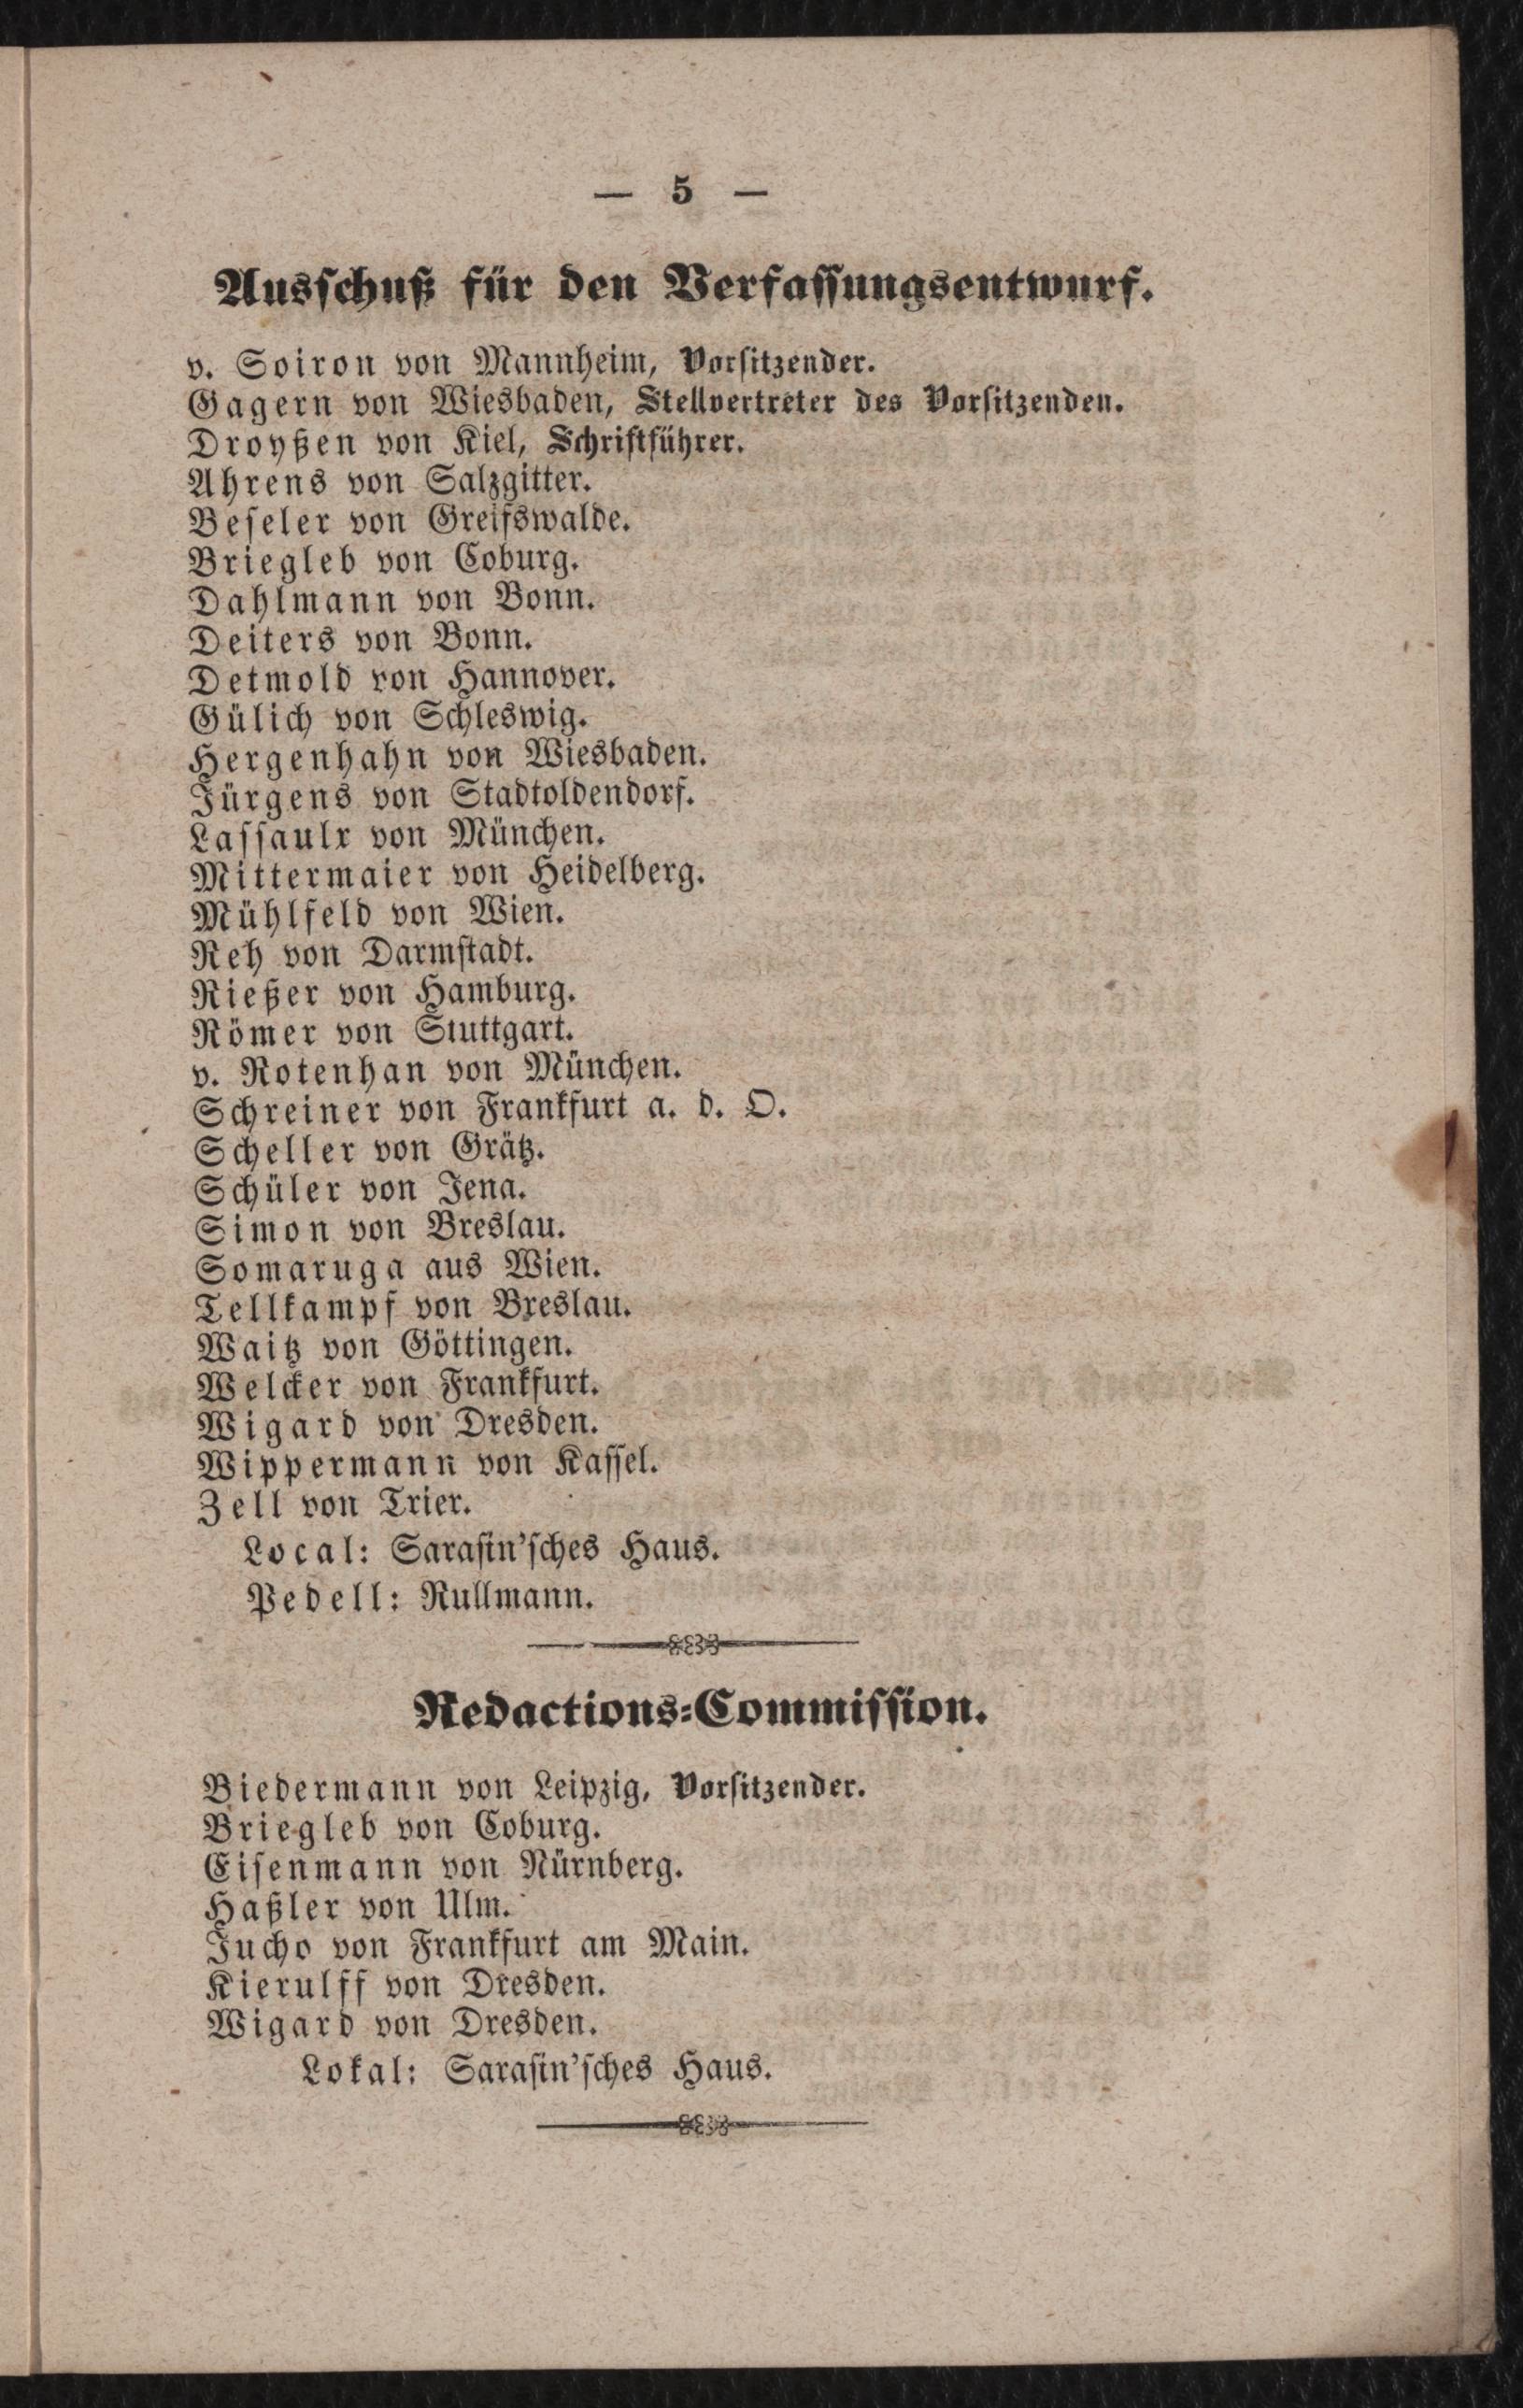 — 5 —
Ausschuß für den Verfassungsentwurf.
v. Soiron von Mannheim, Vorsitzender.
Gagern von Wiesbaden, Stellvertreter des Vorsitzenden.
Droyßen von Kiel, Schriftführer.
Ahrens von Salzgitter.
Beseler von Greifswalde.
Briegleb von Coburg.
Dahlmann von Bonn.
Deiters von Bonn.
Detmold von Hannover.
Gülich von Schleswig.
Hergenhahn von Wiesbaden.
Jürgens von Stadtoldendorf.
Lassaulx von München.
Mittermaier von Heidelberg.
Mühlfeld von Wien.
Reh von Darmstadt.
Rießer von Hamburg.
Römer von Stuttgart.
v. Rotenhan von München.
Schreiner von Frankfurt a. d. O.
Scheller von Grätz.
Schüler von Jena.
Simon von Breslau.
Somaruga aus Wien.
Tellkampf von Breslau.
Waitz von Göttingen.
Welcker von Frankfurt.
Wigard von Dresden.
Wippermann von Kassel.
Zell von Trier.
Local: Sarasin'sches Haus.
Pedell: Rullmann.
Redactions-Commission.
Biedermann von Leipzig, Vorsitzender.
Briegleb von Coburg.
Eisenmann von Nürnberg.
Haßler von Ulm.
Jucho von Frankfurt am Main.
Kierulff von Dresden.
Wigard von Dresden.
Lokal: Sarasin'sches Haus.